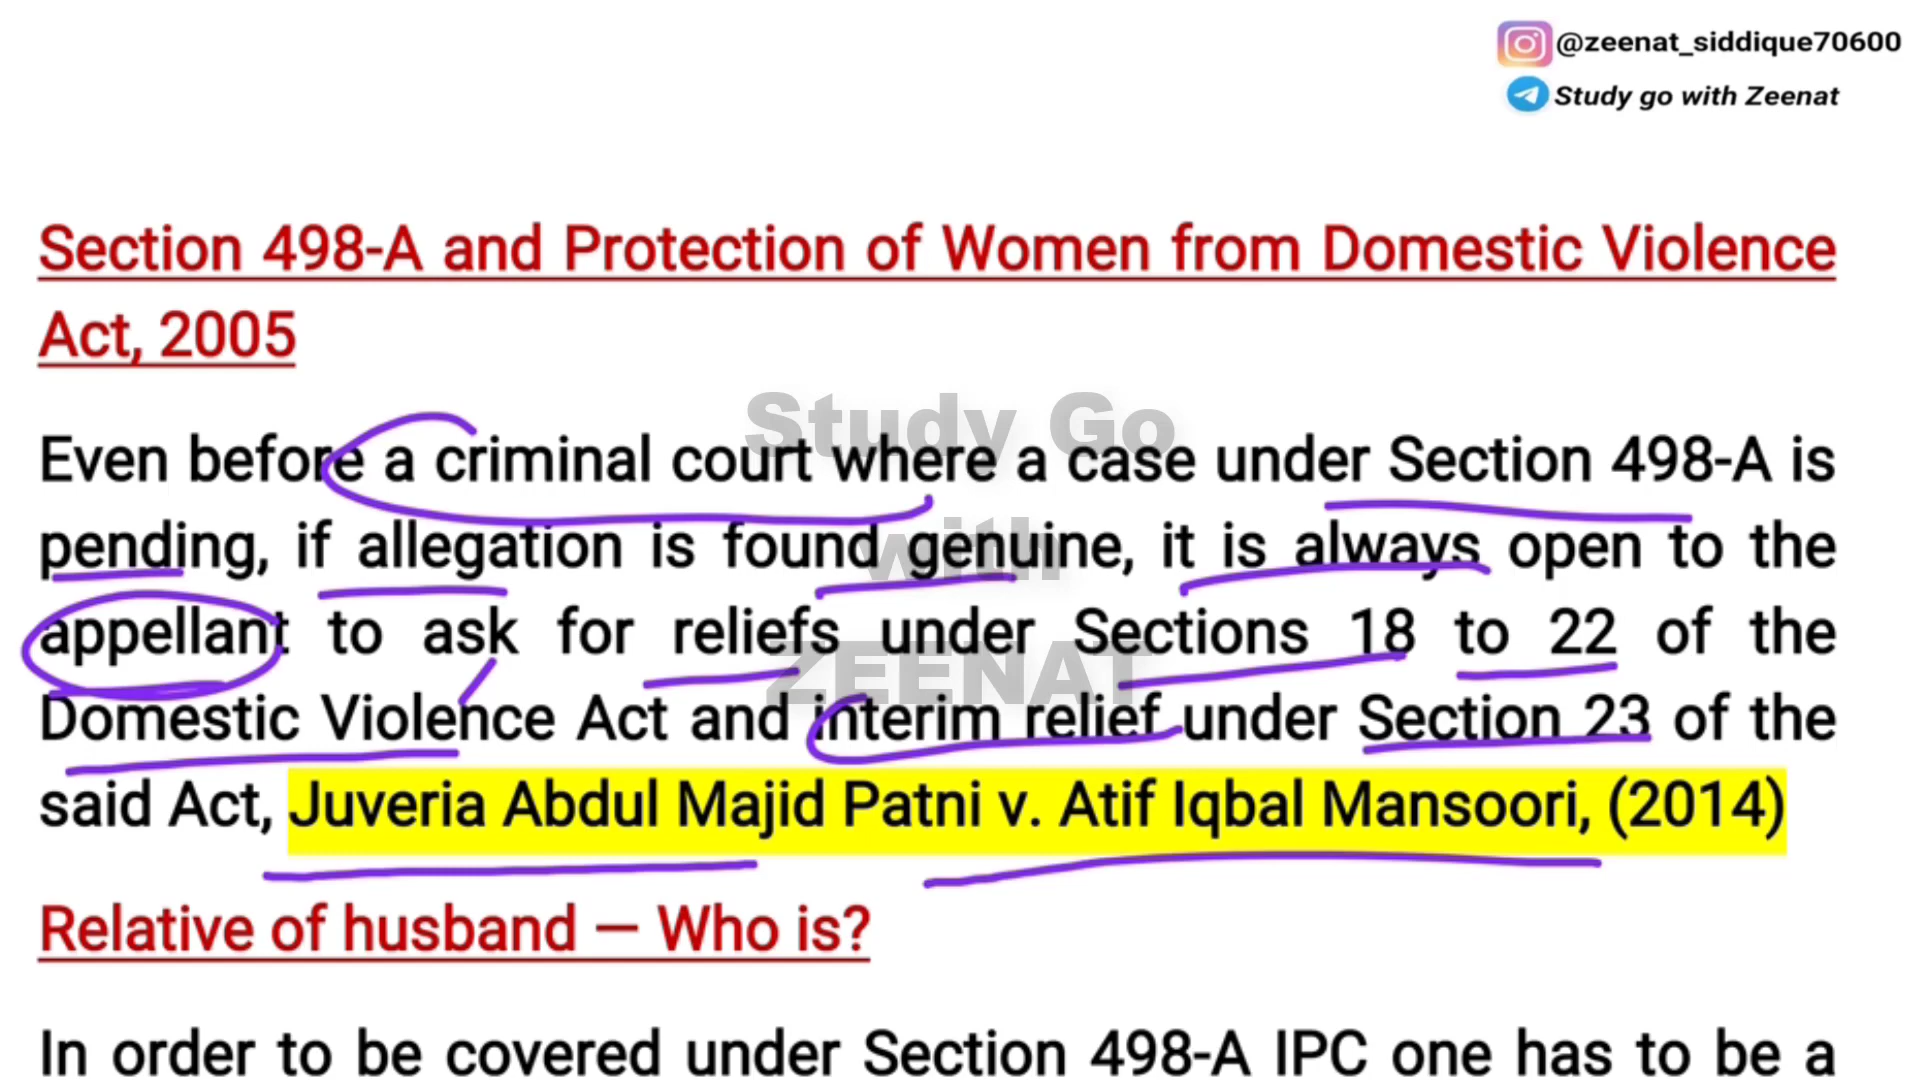 @zeenat_siddique70600
Study go with Zeenat
Section 498-A and Protection of Women from Domestic Violence
Act, 2005
Study Go
with
ZEENAT
Even before a criminal court where a case under Section 498-A is
pending, if allegation is found genuine, it is always open to the
appellant to ask for reliefs under Sections 18 to 22 of the
Domestic Violence Act and interim relief under Section 23 of the
said Act, Juveria Abdul Majid Patni v. Atif Iqbal Mansoori, (2014)
Relative of husband — Who is?
In order to be covered under Section 498-A IPC one has to be a